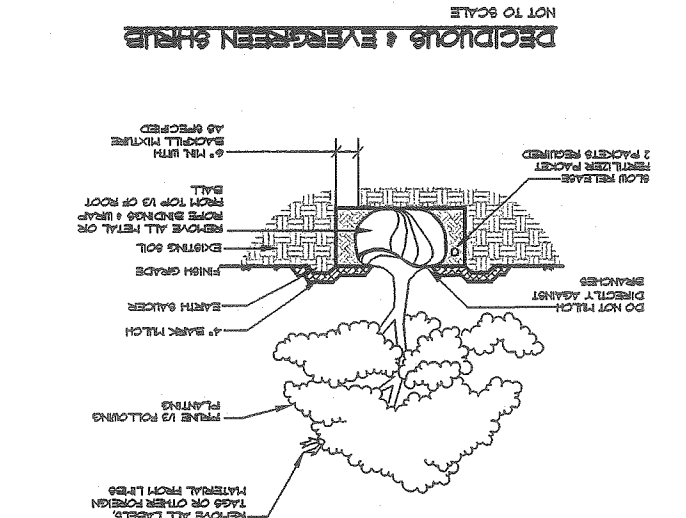 REMOVE ALL LABELS,
TAGS OR OTHER FOREIGN
MATERIAL FROM LIMBS
PRUNE 1/3 FOLLOWING
PLANTING
4" BARK MULCH
EARTH SAUCER
FINISH GRADE
EXISTING SOIL
REMOVE ALL METAL OR
ROPE BINDINGS & WRAP
FROM TOP 1/3 OF ROOT
BALL
6" MIN. WITH
BACKFILL MIXTURE
AS SPECIFIED
DO NOT MULCH
DIRECTLY AGAINST
BRANCHES
SLOW RELEASE
FERTILIZER PACKET
2 PACKETS REQUIRED
DECIDUOUS & EVERGREEN SHRUB
NOT TO SCALE